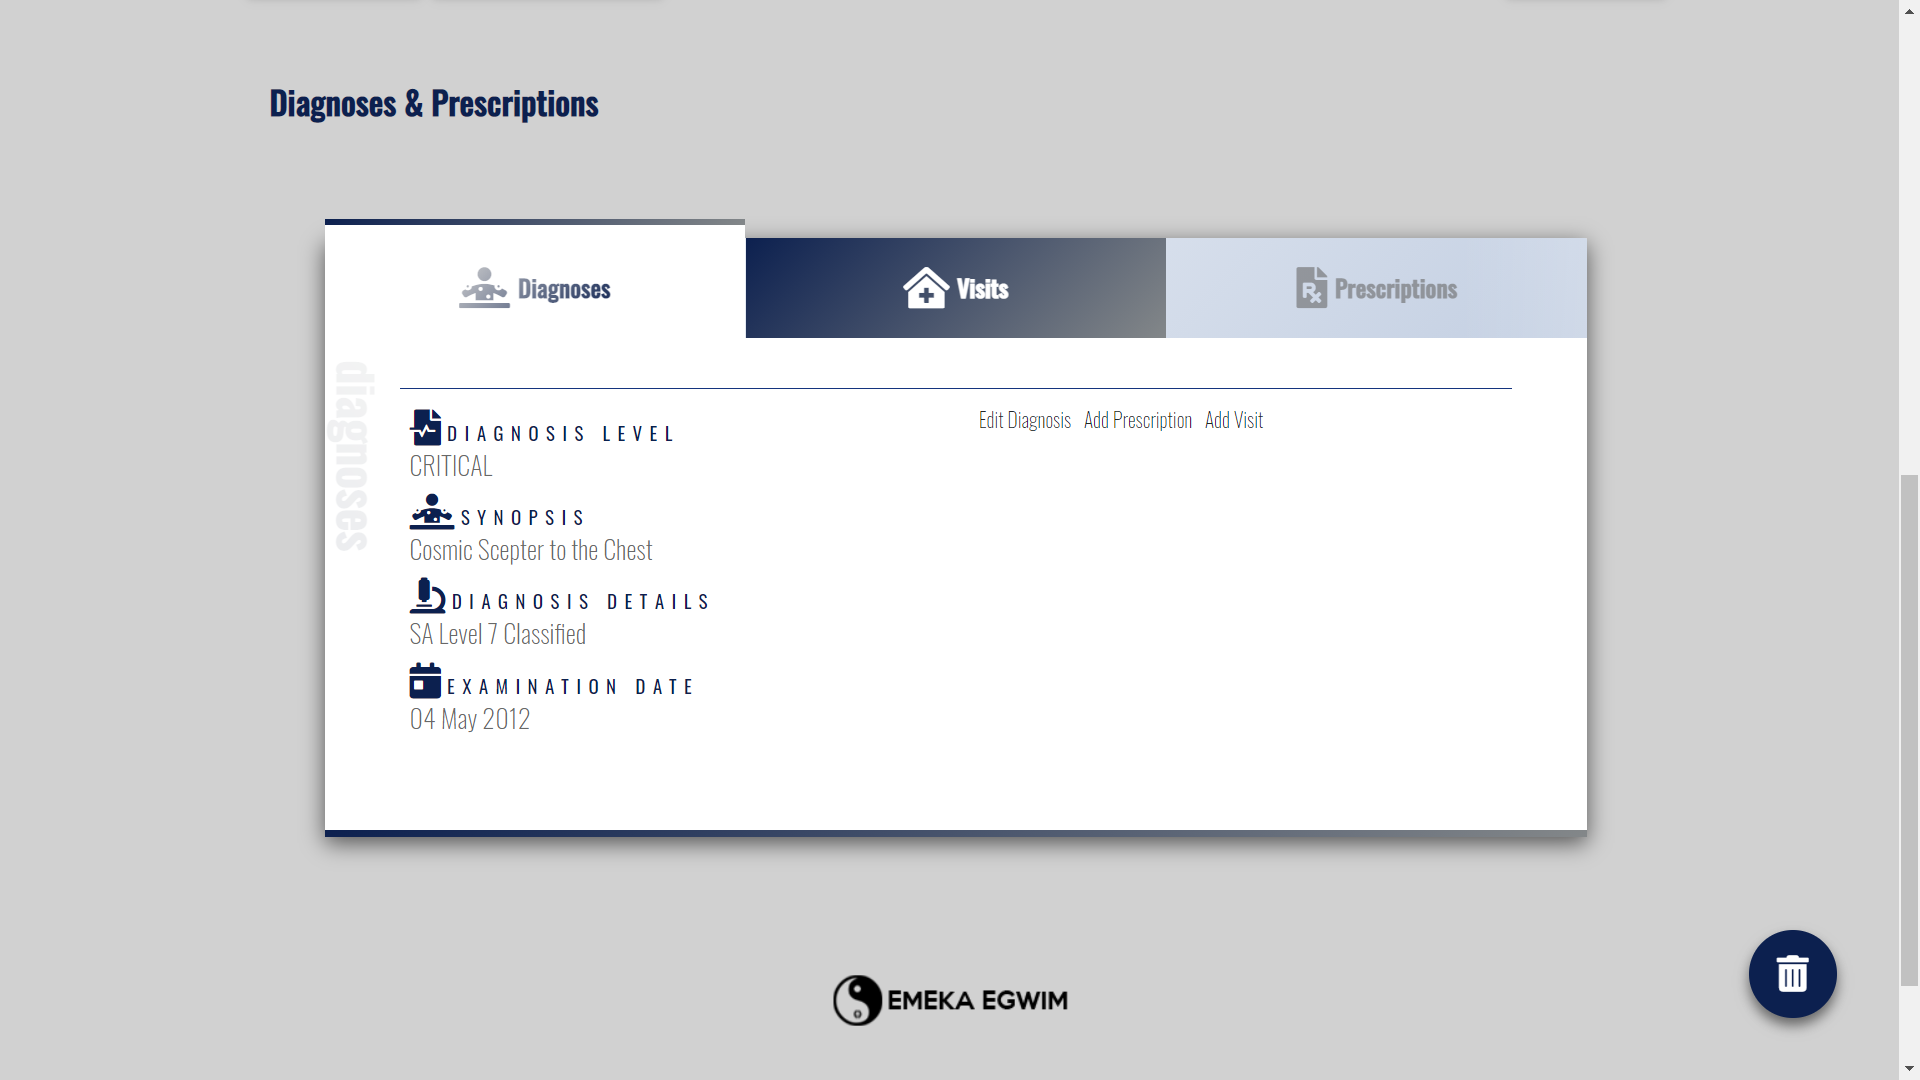 Diagnoses & Prescriptions
Diagnoses
Visits
Prescriptions
diagnoses
DIAGNOSIS LEVEL
CRITICAL
SYNOPSIS
Cosmic Scepter to the Chest
DIAGNOSIS DETAILS
SA Level 7 Classified
EXAMINATION DATE
04 May 2012
Edit Diagnosis Add Prescription Add Visit
EMEKA EGWIM